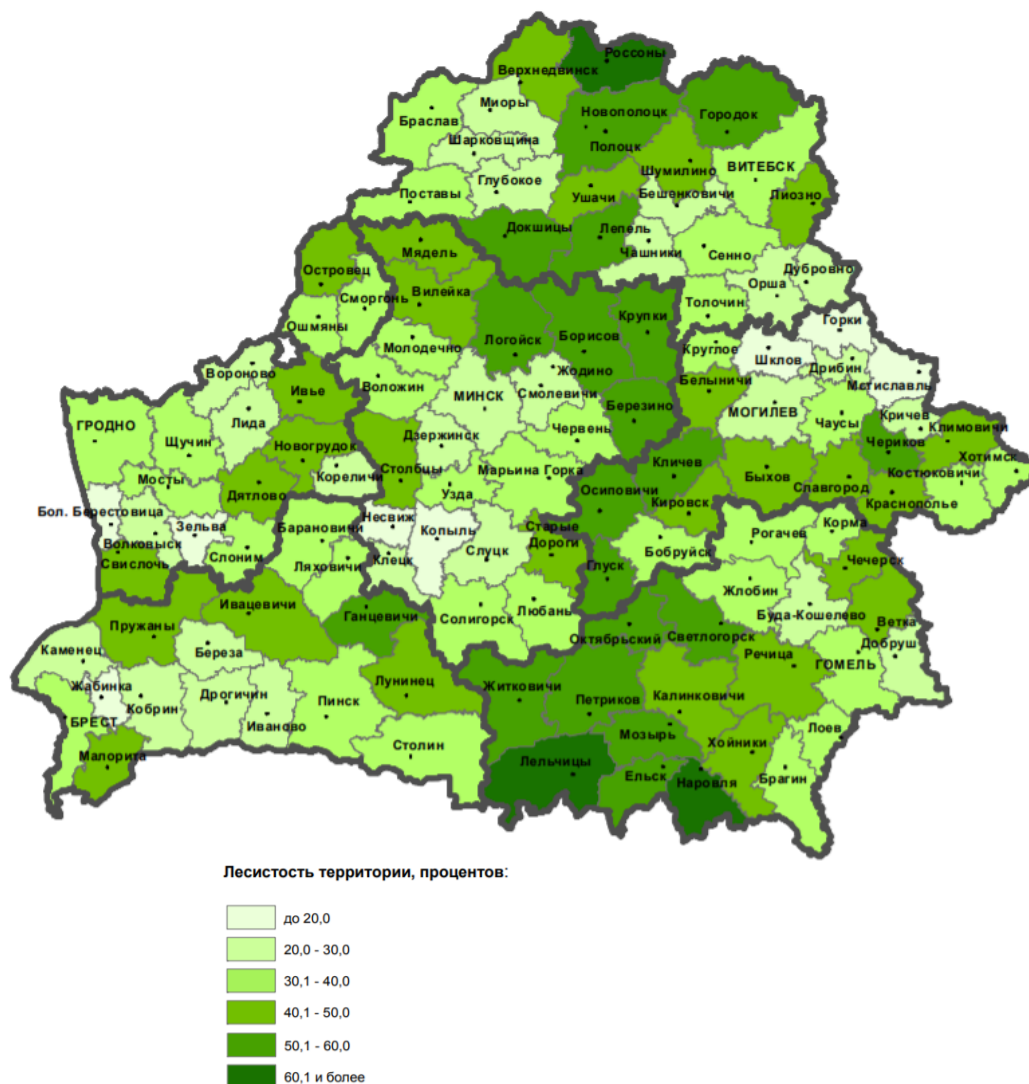 Россоны
Верхнедвинск
Миоры
Браслав
Новополоцк
Городок
Полоцк
Шарковщина
Шумилино
ВИТЕБСК
Глубокое
Поставы
Ушачи
Бешенковичи
Лиозно
Докшицы
Лепель
Чашники
Сенно
Мядель
Островец
Дубровно
Орша
Вилейка
Сморгонь
Толочин
Ошмяны
Крупки
Горки
Логойск
Борисов
Молодечно
Круглое
Шклов
Дрибин
Вороново
Жодино
Воложин
Мстиславль
Ивье
Смолевичи
Белыничи
МИНСК
Березино
МОГИЛЕВ
Кричев
Лида
ГРОДНО
Чаусы
Климовичи
Щучин
Новогрудок
Дзержинск
Червень
Чериков
Хотимск
Кореличи
Столбцы
Марьина Горка
Кличев
Быхов
Костюковичи
Мосты
Дятлово
Узда
Осиповичи
Славгород
Краснополье
Бол. Берестовица
Зельва
Несвиж
Кировск
Барановичи
Копыль
Старые
Дороги
Корма
Волковыск
Рогачев
Слоним
Слуцк
Бобруйск
Свислочь
Ляховичи
Клецк
Чечерск
Глуск
Жлобин
Ивацевичи
Любань
Ганцевичи
Солигорск
Буда-Кошелево
Пружаны
Октябрьский
Светлогорск
Ветка
Каменец
Береза
Добруш
Речица
ГОМЕЛЬ
Лунинец
Жабинка
Житковичи
Калинковичи
Кобрин
Дрогичин
Пинск
Петриков
БРЕСТ
Иваново
Мозырь
Лоев
Столин
Хойники
Малорита
Лельчицы
Ельск
Наровля
Брагин
Лесистость территории, процентов:
до 20,0
20,0 - 30,0
30,1 - 40,0
40,1 - 50,0
50,1 - 60,0
60,1 и более